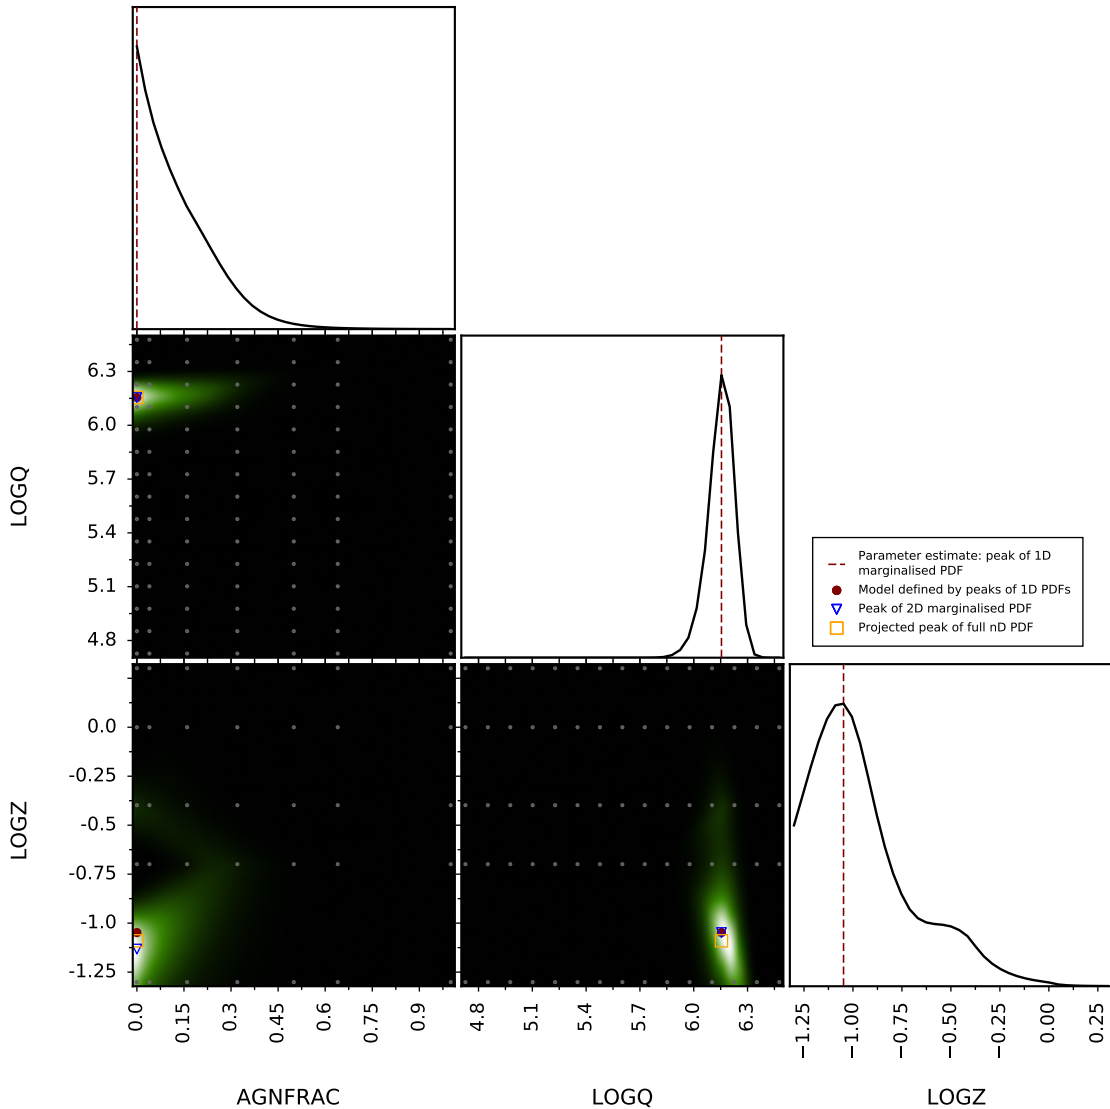 6.3
6.0
5.7
5.4
5.1
4.8
LOGQ
Parameter estimate: peak of 1D
marginalised PDF
Model defined by peaks of 1D PDFs
Peak of 2D marginalised PDF
Projected peak of full nD PDF
0.0
-0.25
-0.5
-0.75
-1.0
-1.25
LOGZ
0.0 0.15 0.3 0.45 0.6 0.75 0.9
4.8 5.1 5.4 5.7 6.0 6.3
−1.25 −1.00 −0.75 −0.50 −0.25 0.00 0.25
AGNFRAC LOGQ LOGZ